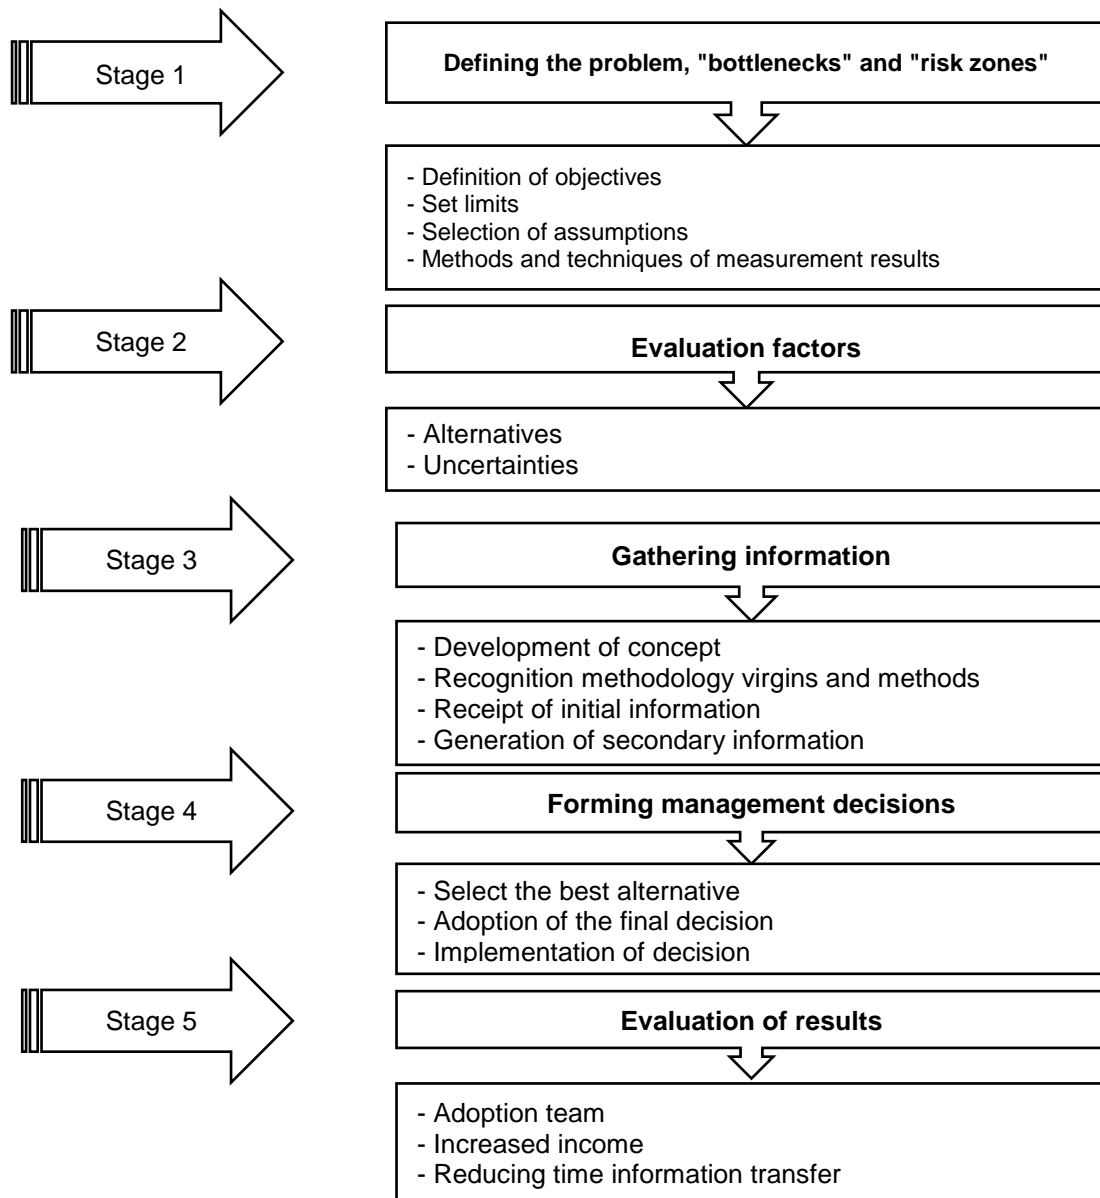 Stage 1
Defining the problem, "bottlenecks" and "risk zones"
- Definition of objectives
- Set limits
- Selection of assumptions
- Methods and techniques of measurement results
Stage 2
Evaluation factors
- Alternatives
- Uncertainties
Stage 3
Gathering information
- Development of concept
- Recognition methodology virgins and methods
- Receipt of initial information
- Generation of secondary information
Stage 4
Forming management decisions
- Select the best alternative
- Adoption of the final decision
- Implementation of decision
Stage 5
Evaluation of results
- Adoption team
- Increased income
- Reducing time information transfer